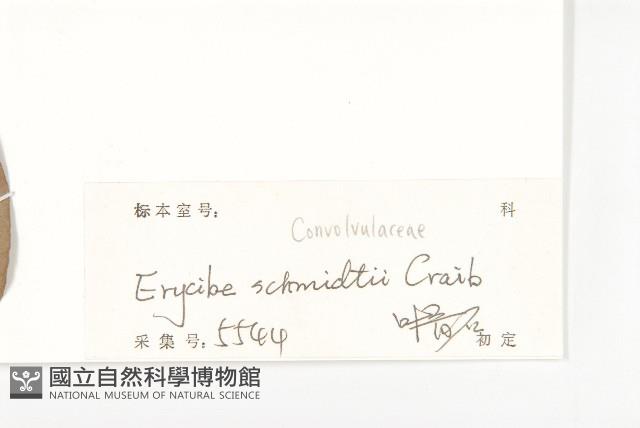 标本室号: 科
Convolvulaceae
Erycibe schmidtii Craib
采集号: 5544 初定
國立自然科學博物館
NATIONAL MUSEUM OF NATURAL SCIENCE